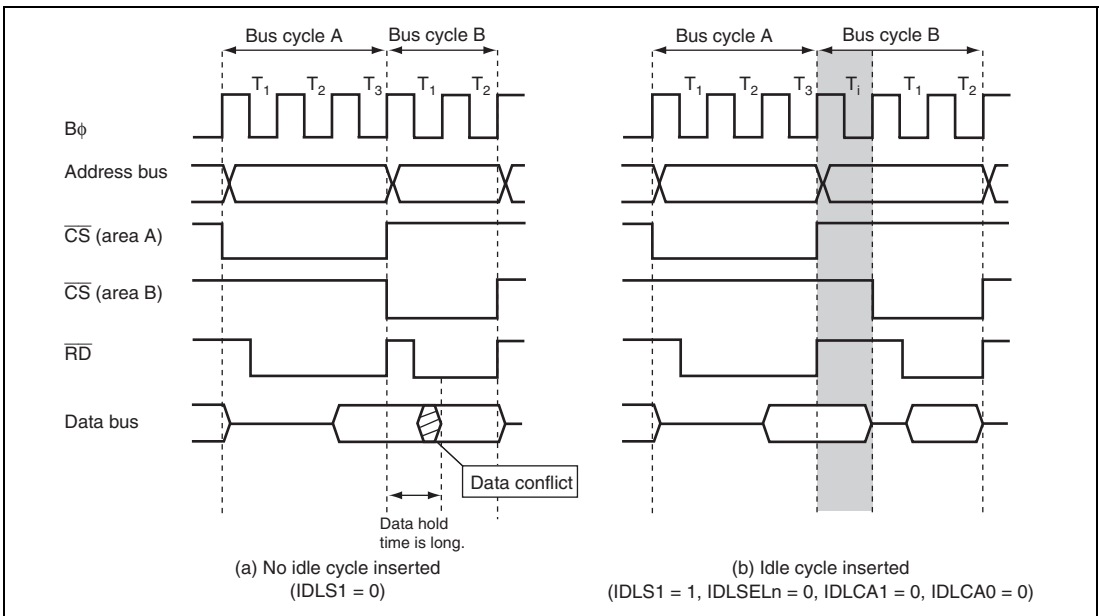 Bus cycle A Bus cycle B Bus cycle A Bus cycle B
T1 T2 T3 T1 T2 T1 T2 T3 Ti T1 T2
Bφ
Address bus
CS (area A)
CS (area B)
RD
Data bus
Data conflict
Data hold
time is long.
(a) No idle cycle inserted
(IDLS1 = 0)
(b) Idle cycle inserted
(IDLS1 = 1, IDLSELn = 0, IDLCA1 = 0, IDLCA0 = 0)